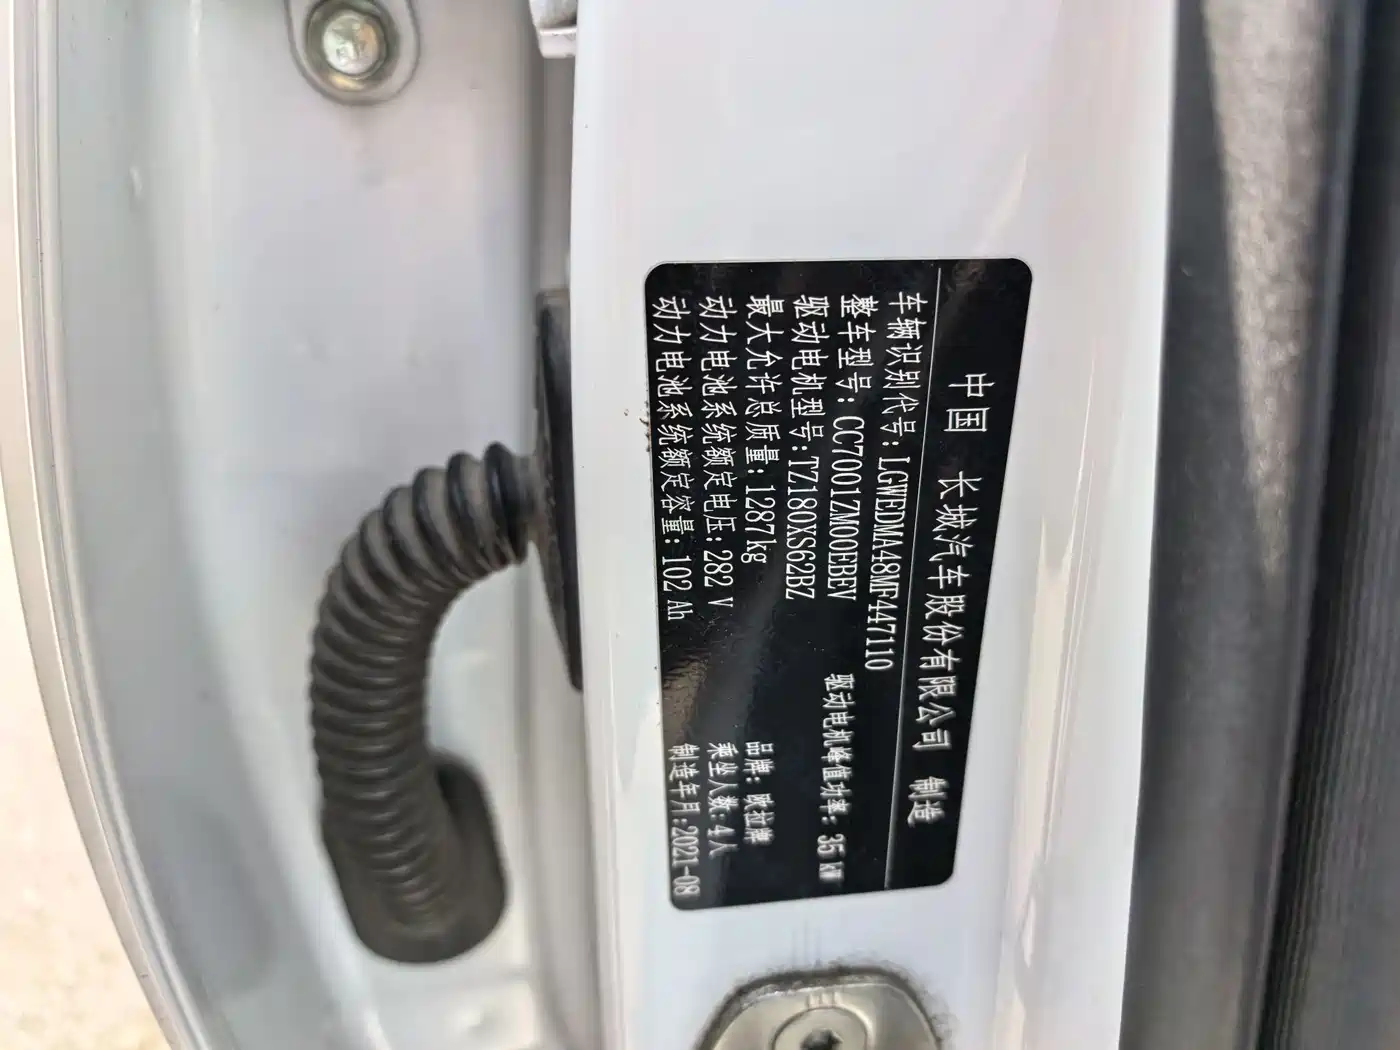 中国 长城汽车股份有限公司 制造
车辆识别代号:LGWEDMA48MF447110
整车型号:CC7001ZM00EBEV 驱动电机峰值功率:35 kW
驱动电机型号:TZ180XS62BZ
最大允许总质量:1287kg 品牌:欧拉牌
动力电池系统额定电压:282 V 乘坐人数:4人
动力电池系统额定容量:102 Ah 制造年月:2021-08